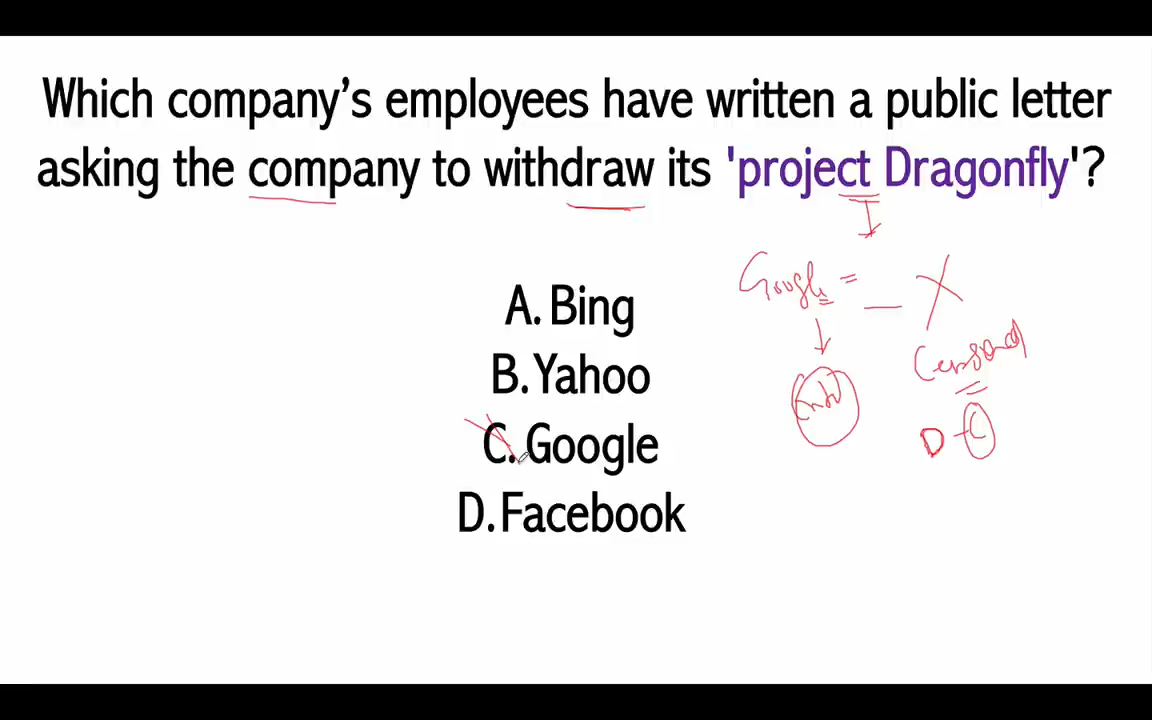 Which company’s employees have written a public letter
asking the company to withdraw its 'project Dragonfly'?
A. Bing
B. Yahoo
C. Google
D. Facebook
Google =
Censored
D - C